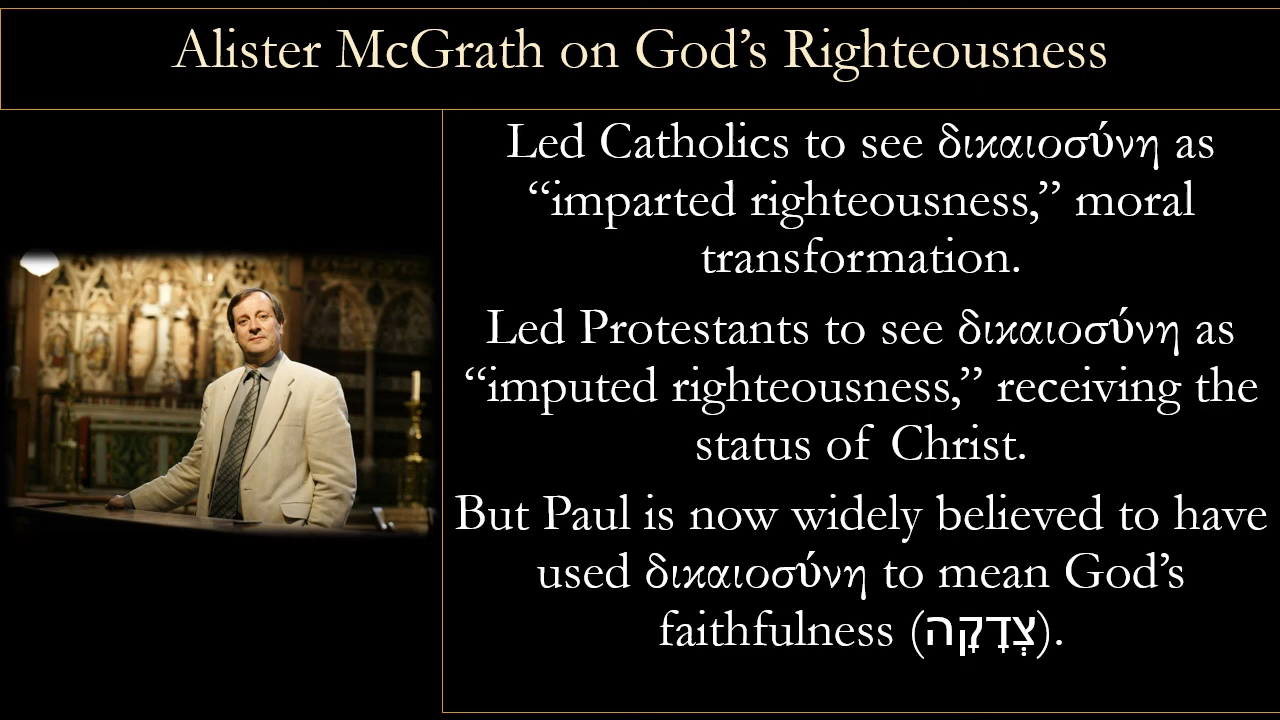 Alister McGrath on God’s Righteousness
Led Catholics to see δικαιοσύνη as
“imparted righteousness,” moral
transformation.
Led Protestants to see δικαιοσύνη as
“imputed righteousness,” receiving the
status of Christ.
But Paul is now widely believed to have
used δικαιοσύνη to mean God’s
faithfulness (צְדָקָה).